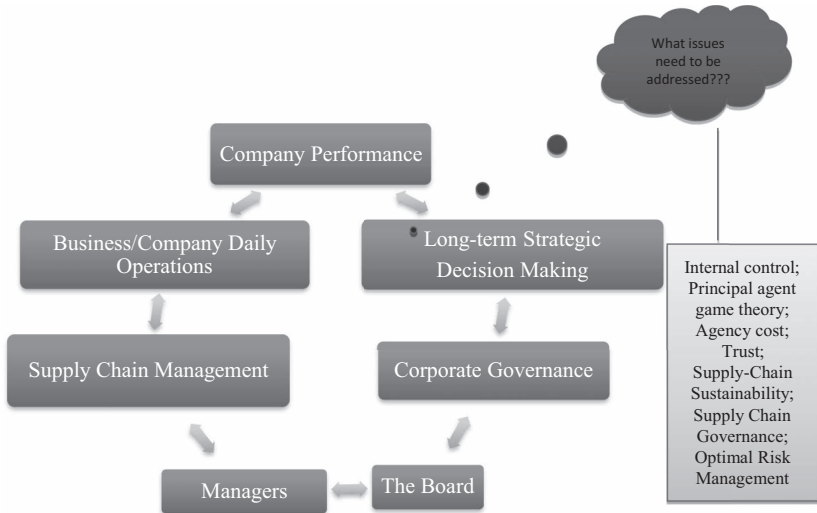 What issues
need to be
addressed???
Company Performance
Business/Company Daily
Operations
Long-term Strategic
Decision Making
Supply Chain Management
Corporate Governance
Managers
The Board
Internal control;
Principal agent
game theory;
Agency cost;
Trust;
Supply-Chain
Sustainability;
Supply Chain
Governance;
Optimal Risk
Management